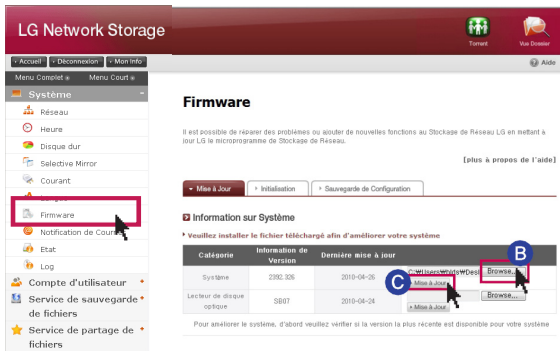 LG Network Storage
Torrent
Vue Dossier
Accueil
Déconnexion
Mon Info
Aide
Menu Complet
Menu Court
Système
Réseau
Heure
Disque dur
Selective Mirror
Courant
Firmware
Notification de
Etat
Log
Compte d'utilisateur
Service de sauvegarde
de fichiers
Service de partage de
fichiers
Firmware
Il est possible de réparer des problèmes ou ajouter de nouvelles fonctions au Stockage de Réseau LG en mettant à
jour LG le microprogramme de Stockage de Réseau.
[plus à propos de l'aide]
Mise à Jour
Initialisation
Sauvegarde de Configuration
Information sur Système
Veuillez installer le fichier téléchargé afin d'améliorer votre système
Catégorie
Information de
Version
Dernière mise à jour
B
Système
2392.326
2010-04-26
C
Browse...
Mise à Jour
Lecteur de disque
optique
SB07
2010-04-24
Browse...
Mise à Jour
Pour améliorer le système, d'abord veuillez vérifier si la version la plus récente est disponible pour votre système